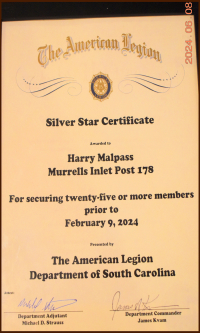 The American Legion
2024.06.08
Silver Star Certificate
Awarded to
Harry Malpass
Murrells Inlet Post 178
For securing twenty-five or more members
prior to
February 9, 2024
Presented by
The American Legion
Department of South Carolina
Department Adjutant
Michael D. Strauss
Department Commander
James Kvam